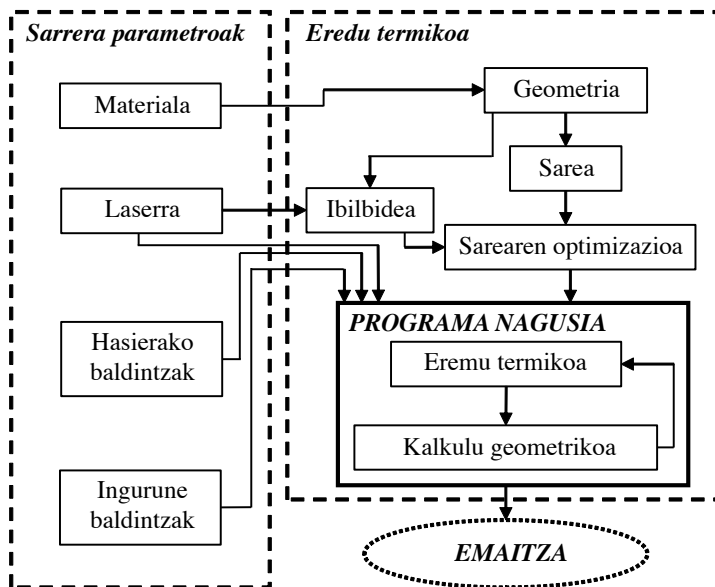 Sarrera parametroak
Materiala
Laserra
Hasierako
baldintzak
Ingurune
baldintzak
Eredu termikoa
Geometria
Sarea
Ibilbidea
Sarearen optimizazioa
PROGRAMA NAGUSIA
Eremu termikoa
Kalkulu geometrikoa
EMAITZA